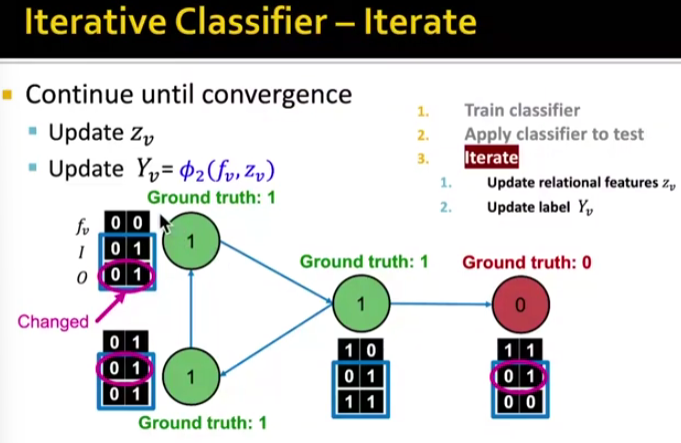 Iterative Classifier – Iterate
▪ Continue until convergence
▪ Update z_v
▪ Update Y_v = ϕ_2(f_v, z_v)
1. Train classifier
2. Apply classifier to test
3. Iterate
1. Update relational features z_v
2. Update label Y_v
Ground truth: 1
f_v 0 0
I 0 1
O 0 1
1
Changed
Ground truth: 1
1
1 0
0 1
1 1
Ground truth: 0
0
1 1
0 1
0 0
0 1
0 1
0 1
1
Ground truth: 1